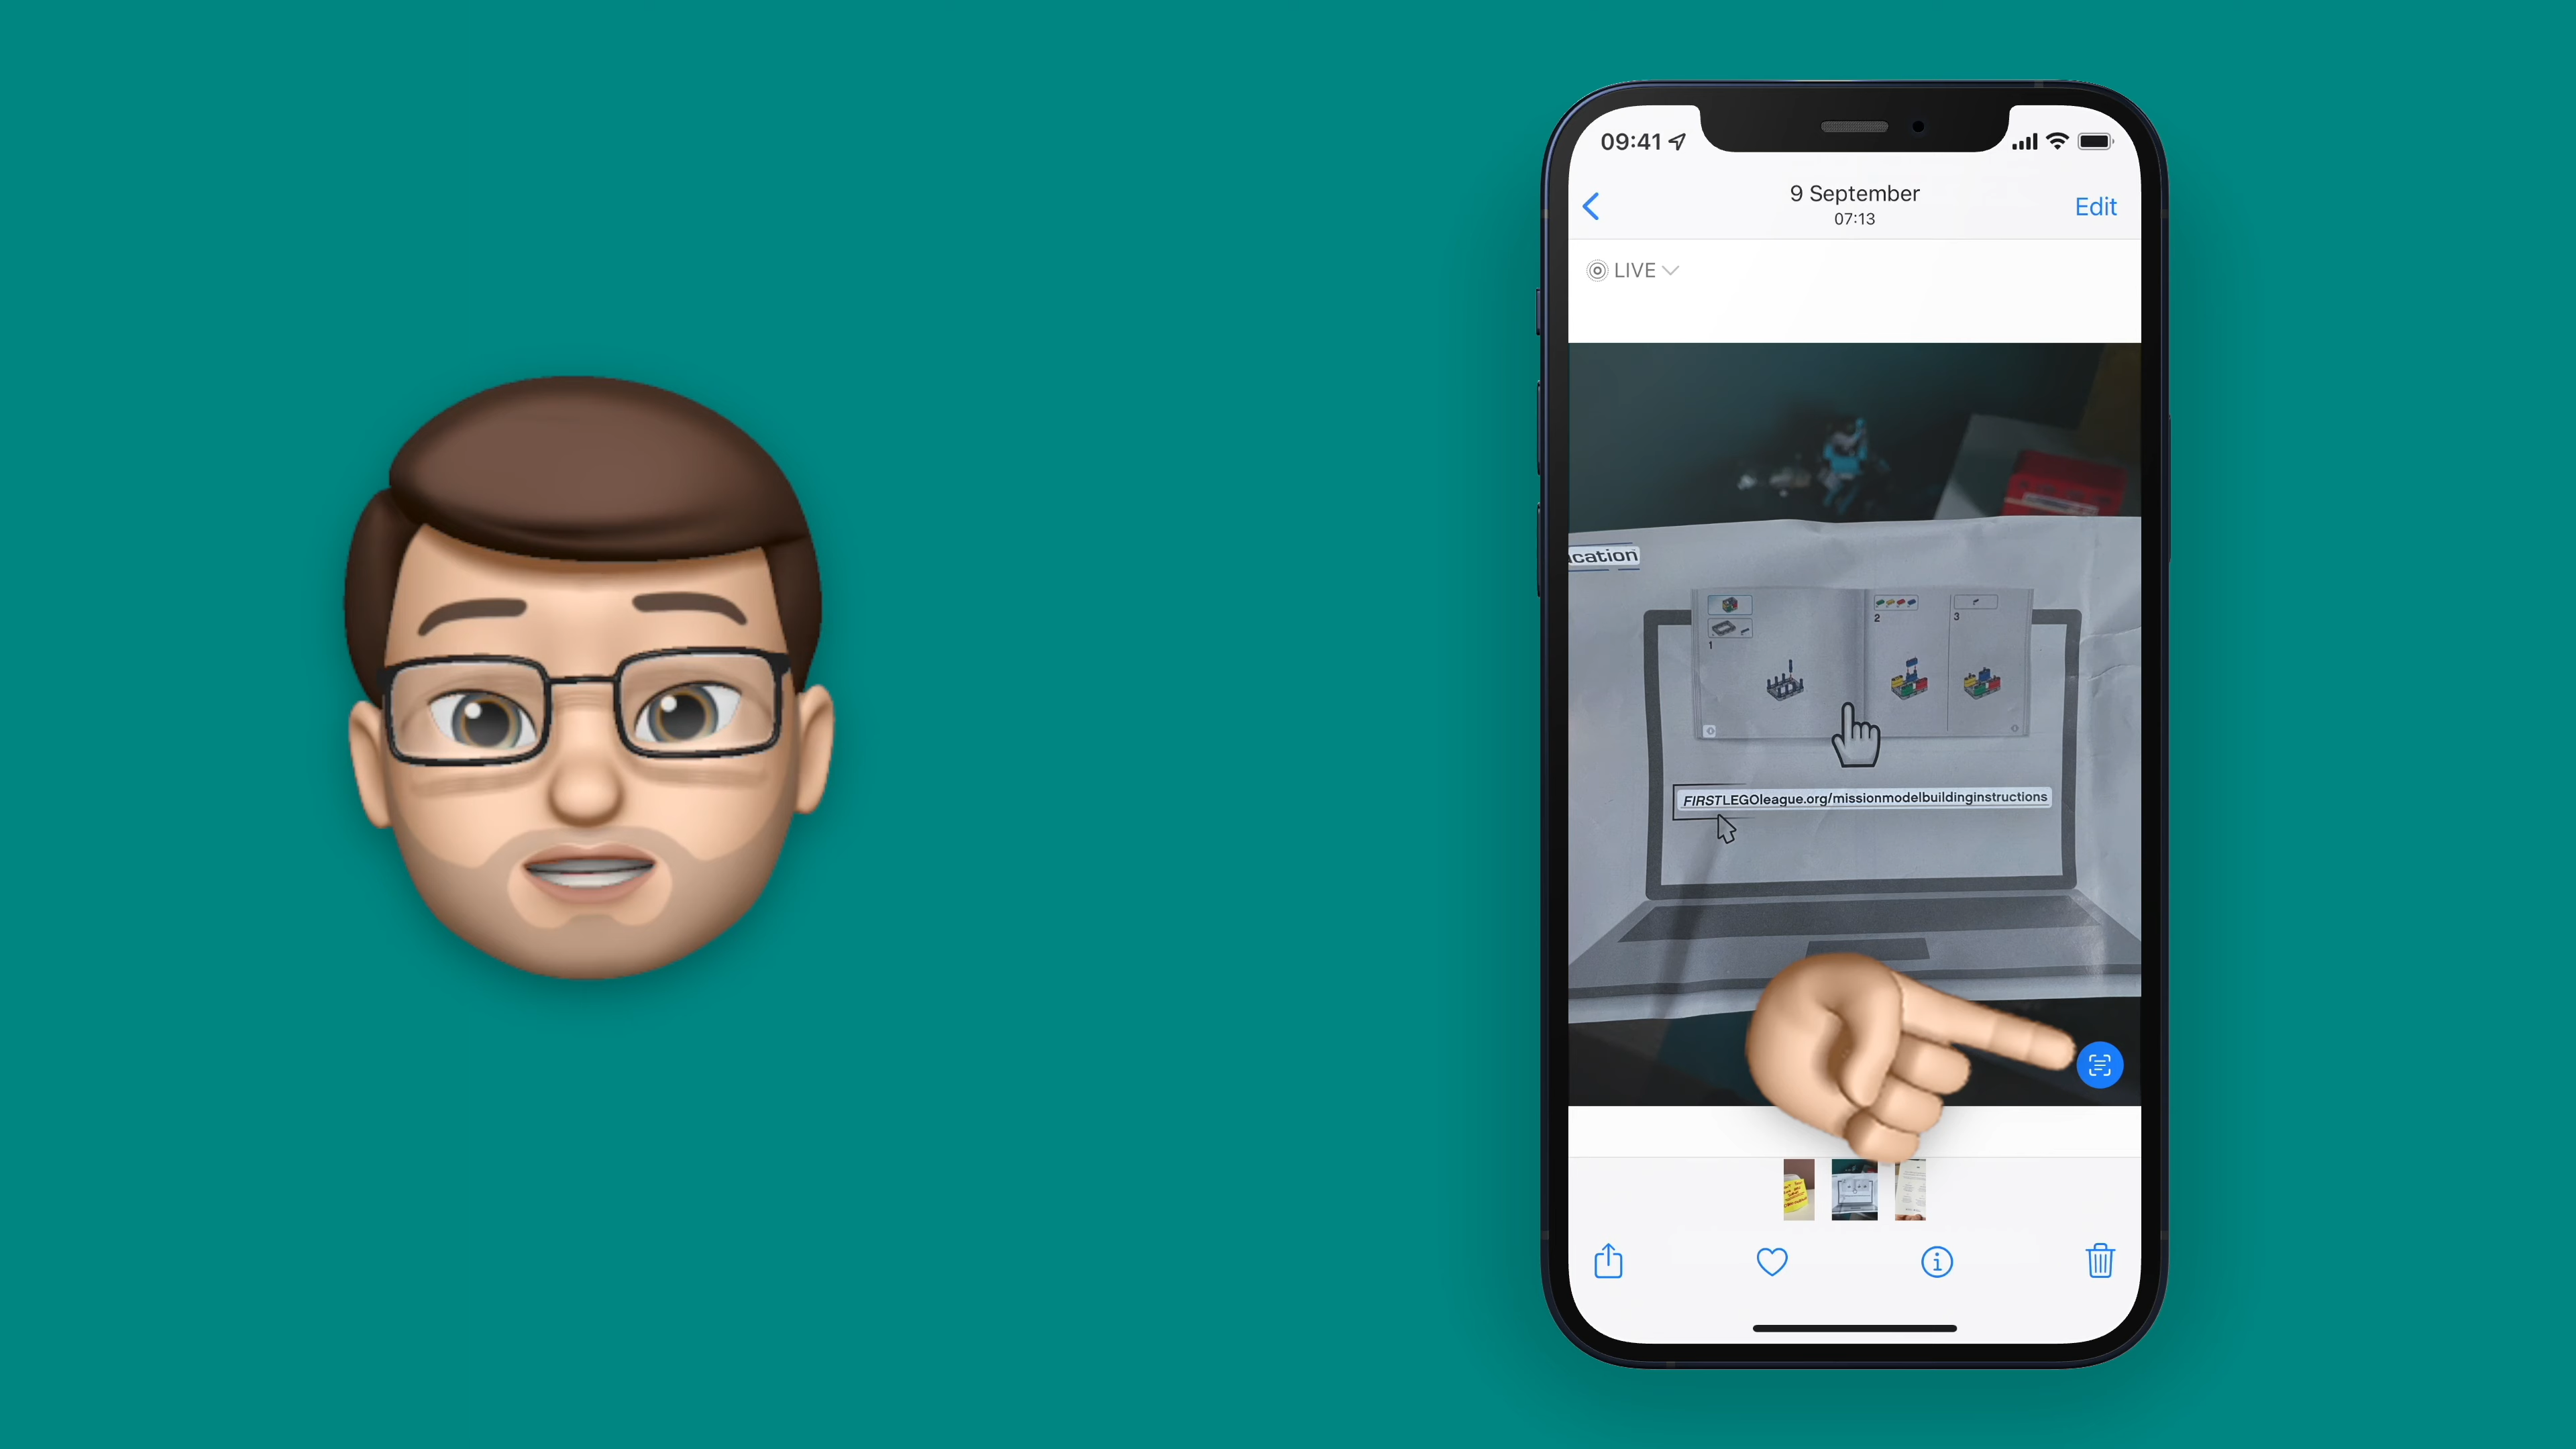 09:41
9 September
07:13
Edit
LIVE
cation
1
2
3
FIRSTLEGOleague.org/missionmodelbuildinginstructions